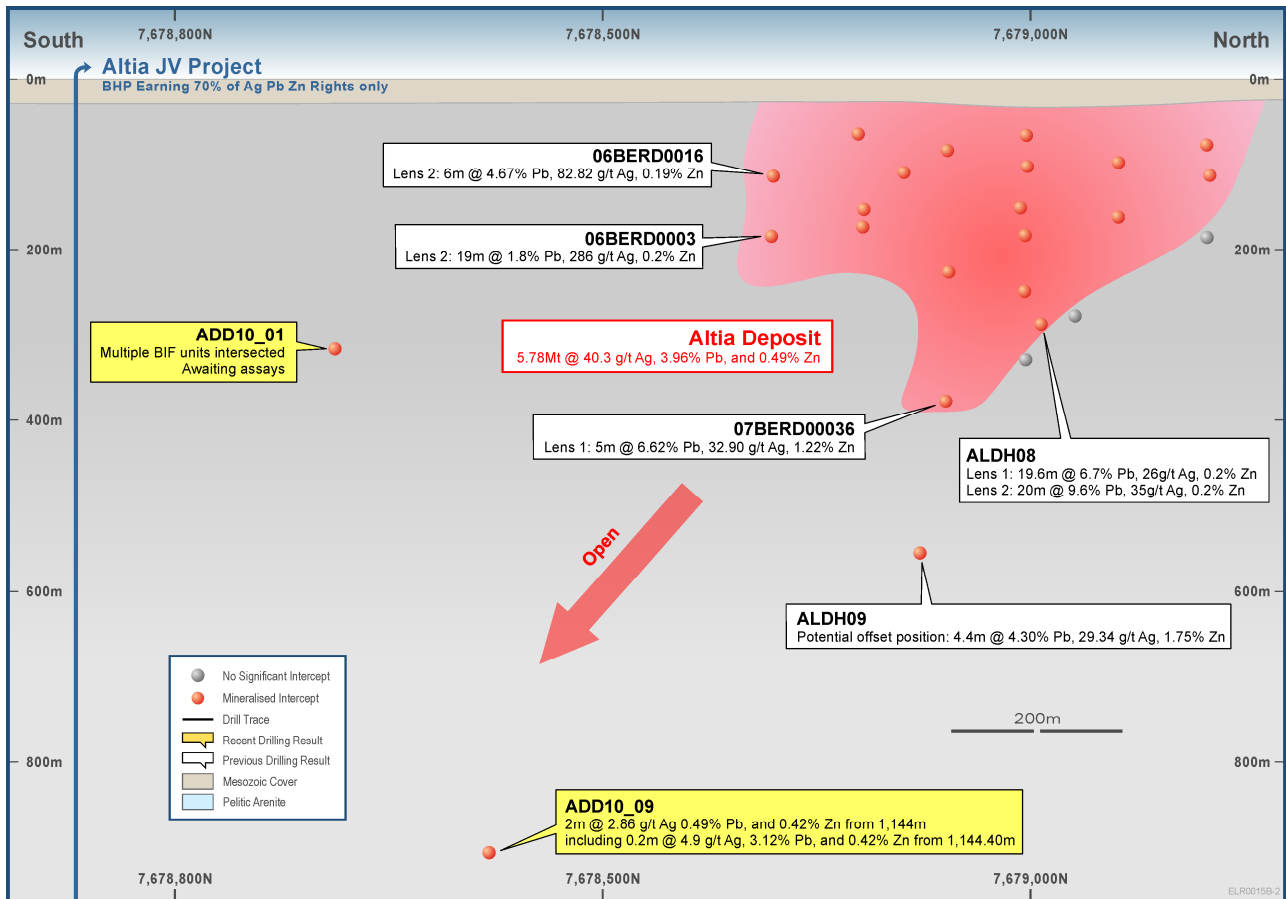 South
7,678,800N
7,678,500N
7,679,000N
North
Altia JV Project
BHP Earning 70% of Ag Pb Zn Rights only
0m
0m
06BERD0016
Lens 2: 6m @ 4.67% Pb, 82.82 g/t Ag, 0.19% Zn
06BERD0003
Lens 2: 19m @ 1.8% Pb, 286 g/t Ag, 0.2% Zn
200m
200m
ADD10_01
Multiple BIF units intersected
Awaiting assays
Altia Deposit
5.78Mt @ 40.3 g/t Ag, 3.96% Pb, and 0.49% Zn
400m
07BERD00036
Lens 1: 5m @ 6.62% Pb, 32.90 g/t Ag, 1.22% Zn
ALDH08
Lens 1: 19.6m @ 6.7% Pb, 26g/t Ag, 0.2% Zn
Lens 2: 20m @ 9.6% Pb, 35g/t Ag, 0.2% Zn
Open
600m
600m
ALDH09
Potential offset position: 4.4m @ 4.30% Pb, 29.34 g/t Ag, 1.75% Zn
No Significant Intercept
Mineralised Intercept
Drill Trace
Recent Drilling Result
Previous Drilling Result
Mesozoic Cover
Pelitic Arenite
200m
800m
800m
ADD10_09
2m @ 2.86 g/t Ag 0.49% Pb, and 0.42% Zn from 1,144m
including 0.2m @ 4.9 g/t Ag, 3.12% Pb, and 0.42% Zn from 1,144.40m
7,678,800N
7,678,500N
7,679,000N
ELR0015B-2